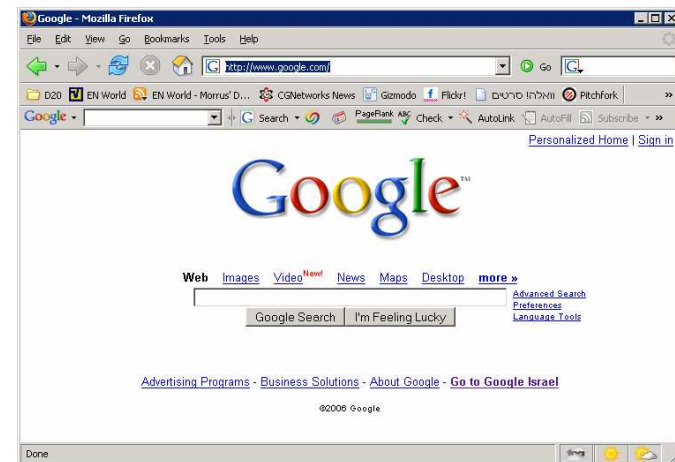 Google - Mozilla Firefox
File Edit View Go Bookmarks Tools Help
http://www.google.com/ Go
D20 EN World EN World - Morrus' D... CGNetworks News Gizmodo Flickr! וואלה! סרטים Pitchfork »
Google Search PageRank ABC Check AutoLink AutoFill Subscribe »
Personalized Home | Sign in
Google™
Web Images Video New! News Maps Desktop more »
Advanced Search
Preferences
Google Search I'm Feeling Lucky Language Tools
Advertising Programs - Business Solutions - About Google - Go to Google Israel
©2006 Google
Done